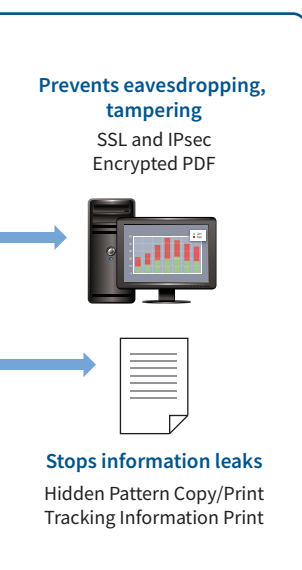 Prevents eavesdropping,
tampering
SSL and IPsec
Encrypted PDF
Stops information leaks
Hidden Pattern Copy/Print
Tracking Information Print